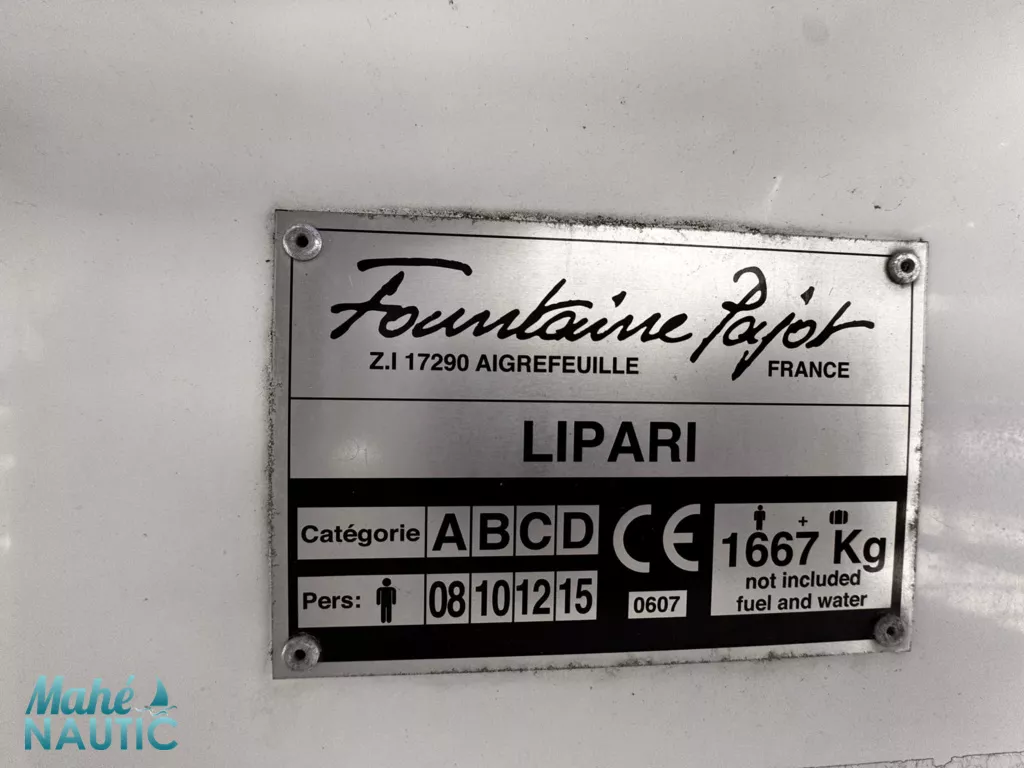 Fountaine Pajot
Z.I 17290 AIGREFEUILLE FRANCE
LIPARI
Catégorie A B C D
Pers: 08 10 12 15
CE
0607
+
1667 Kg
not included
fuel and water
Mahé
NAUTIC